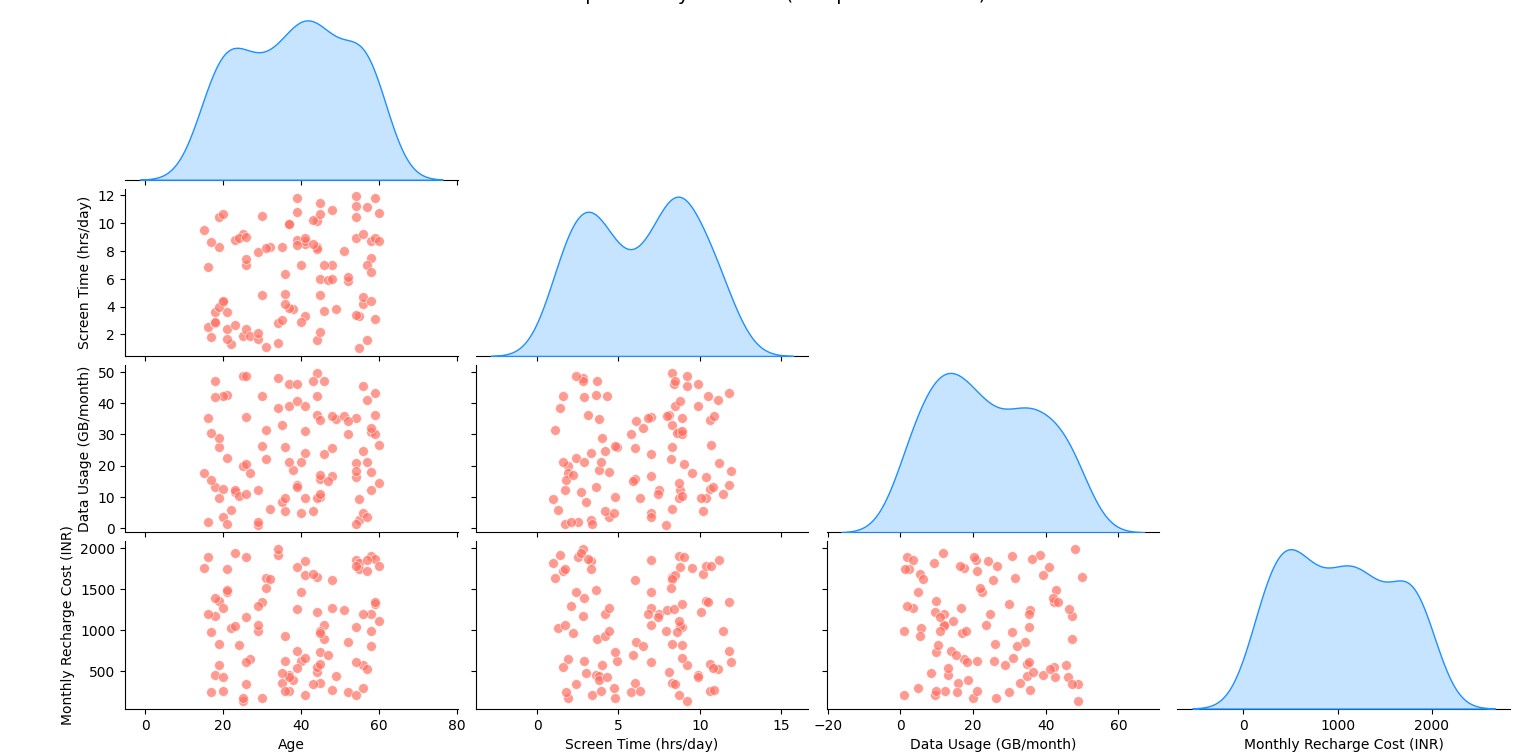 12
10
8
6
4
2
Screen Time (hrs/day)
50
40
30
20
10
0
Data Usage (GB/month)
2000
1500
1000
500
Monthly Recharge Cost (INR)
0 20 40 60 80
Age
0 5 10 15
Screen Time (hrs/day)
−20 0 20 40 60
Data Usage (GB/month)
0 1000 2000
Monthly Recharge Cost (INR)